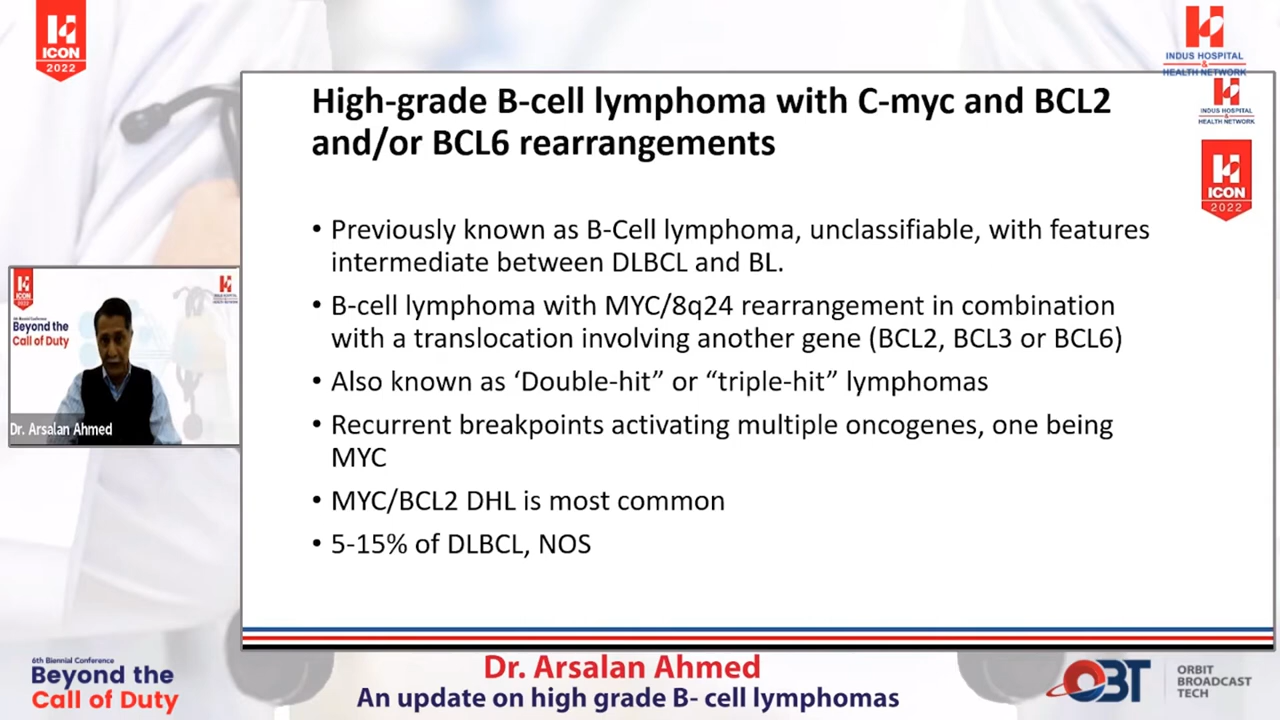 ICON
2022
INDUS HOSPITAL
&
HEALTH NETWORK
INDUS HOSPITAL
&
HEALTH NETWORK
ICON
2022
High-grade B-cell lymphoma with C-myc and BCL2
and/or BCL6 rearrangements
• Previously known as B-Cell lymphoma, unclassifiable, with features
intermediate between DLBCL and BL.
• B-cell lymphoma with MYC/8q24 rearrangement in combination
with a translocation involving another gene (BCL2, BCL3 or BCL6)
• Also known as ‘Double-hit” or “triple-hit” lymphomas
• Recurrent breakpoints activating multiple oncogenes, one being
MYC
• MYC/BCL2 DHL is most common
• 5-15% of DLBCL, NOS
ICON
2022
6th Biennial Conference
Beyond the
Call of Duty
Dr. Arsalan Ahmed
6th Biennial Conference
Beyond the
Call of Duty
Dr. Arsalan Ahmed
An update on high grade B- cell lymphomas
OBT
ORBIT
BROADCAST
TECH